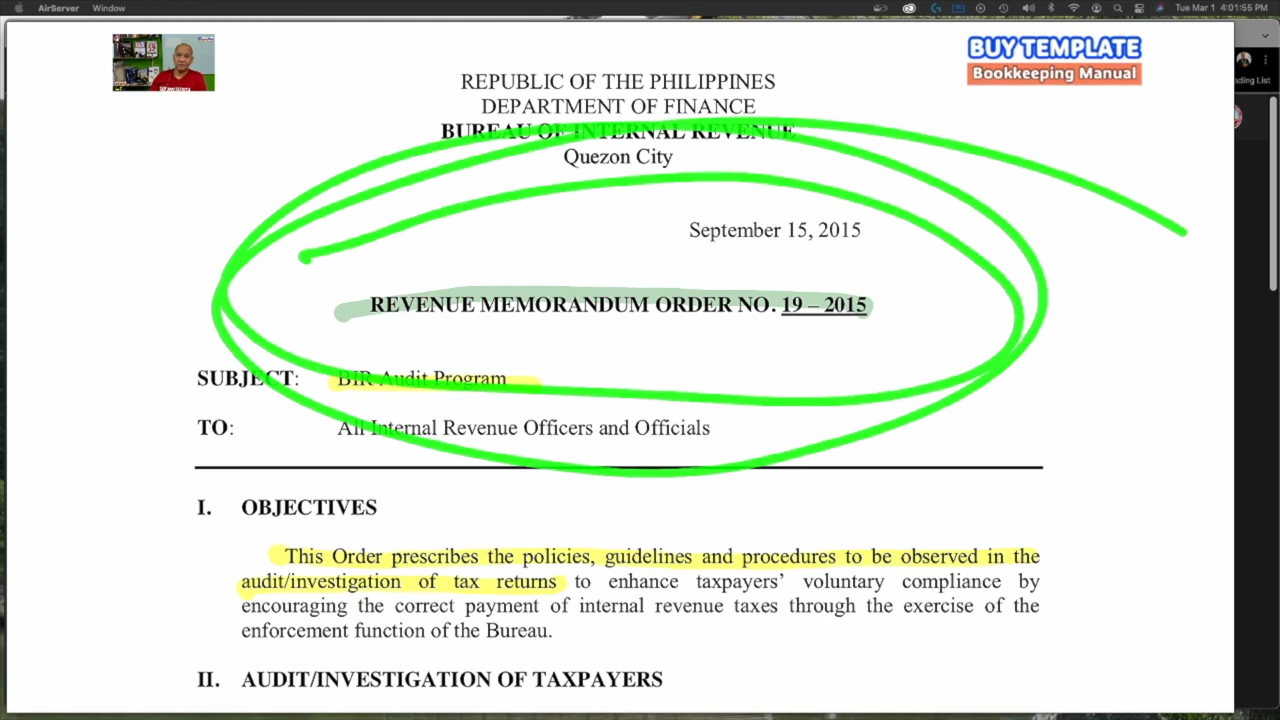 AirServer Window Tue Mar 1 4:01:55 PM
BUY TEMPLATE
Bookkeeping Manual
ding List
REPUBLIC OF THE PHILIPPINES
DEPARTMENT OF FINANCE
BUREAU OF INTERNAL REVENUE
Quezon City
September 15, 2015
REVENUE MEMORANDUM ORDER NO. 19 – 2015
SUBJECT: BIR Audit Program
TO: All Internal Revenue Officers and Officials
I. OBJECTIVES
This Order prescribes the policies, guidelines and procedures to be observed in the
audit/investigation of tax returns to enhance taxpayers’ voluntary compliance by
encouraging the correct payment of internal revenue taxes through the exercise of the
enforcement function of the Bureau.
II. AUDIT/INVESTIGATION OF TAXPAYERS